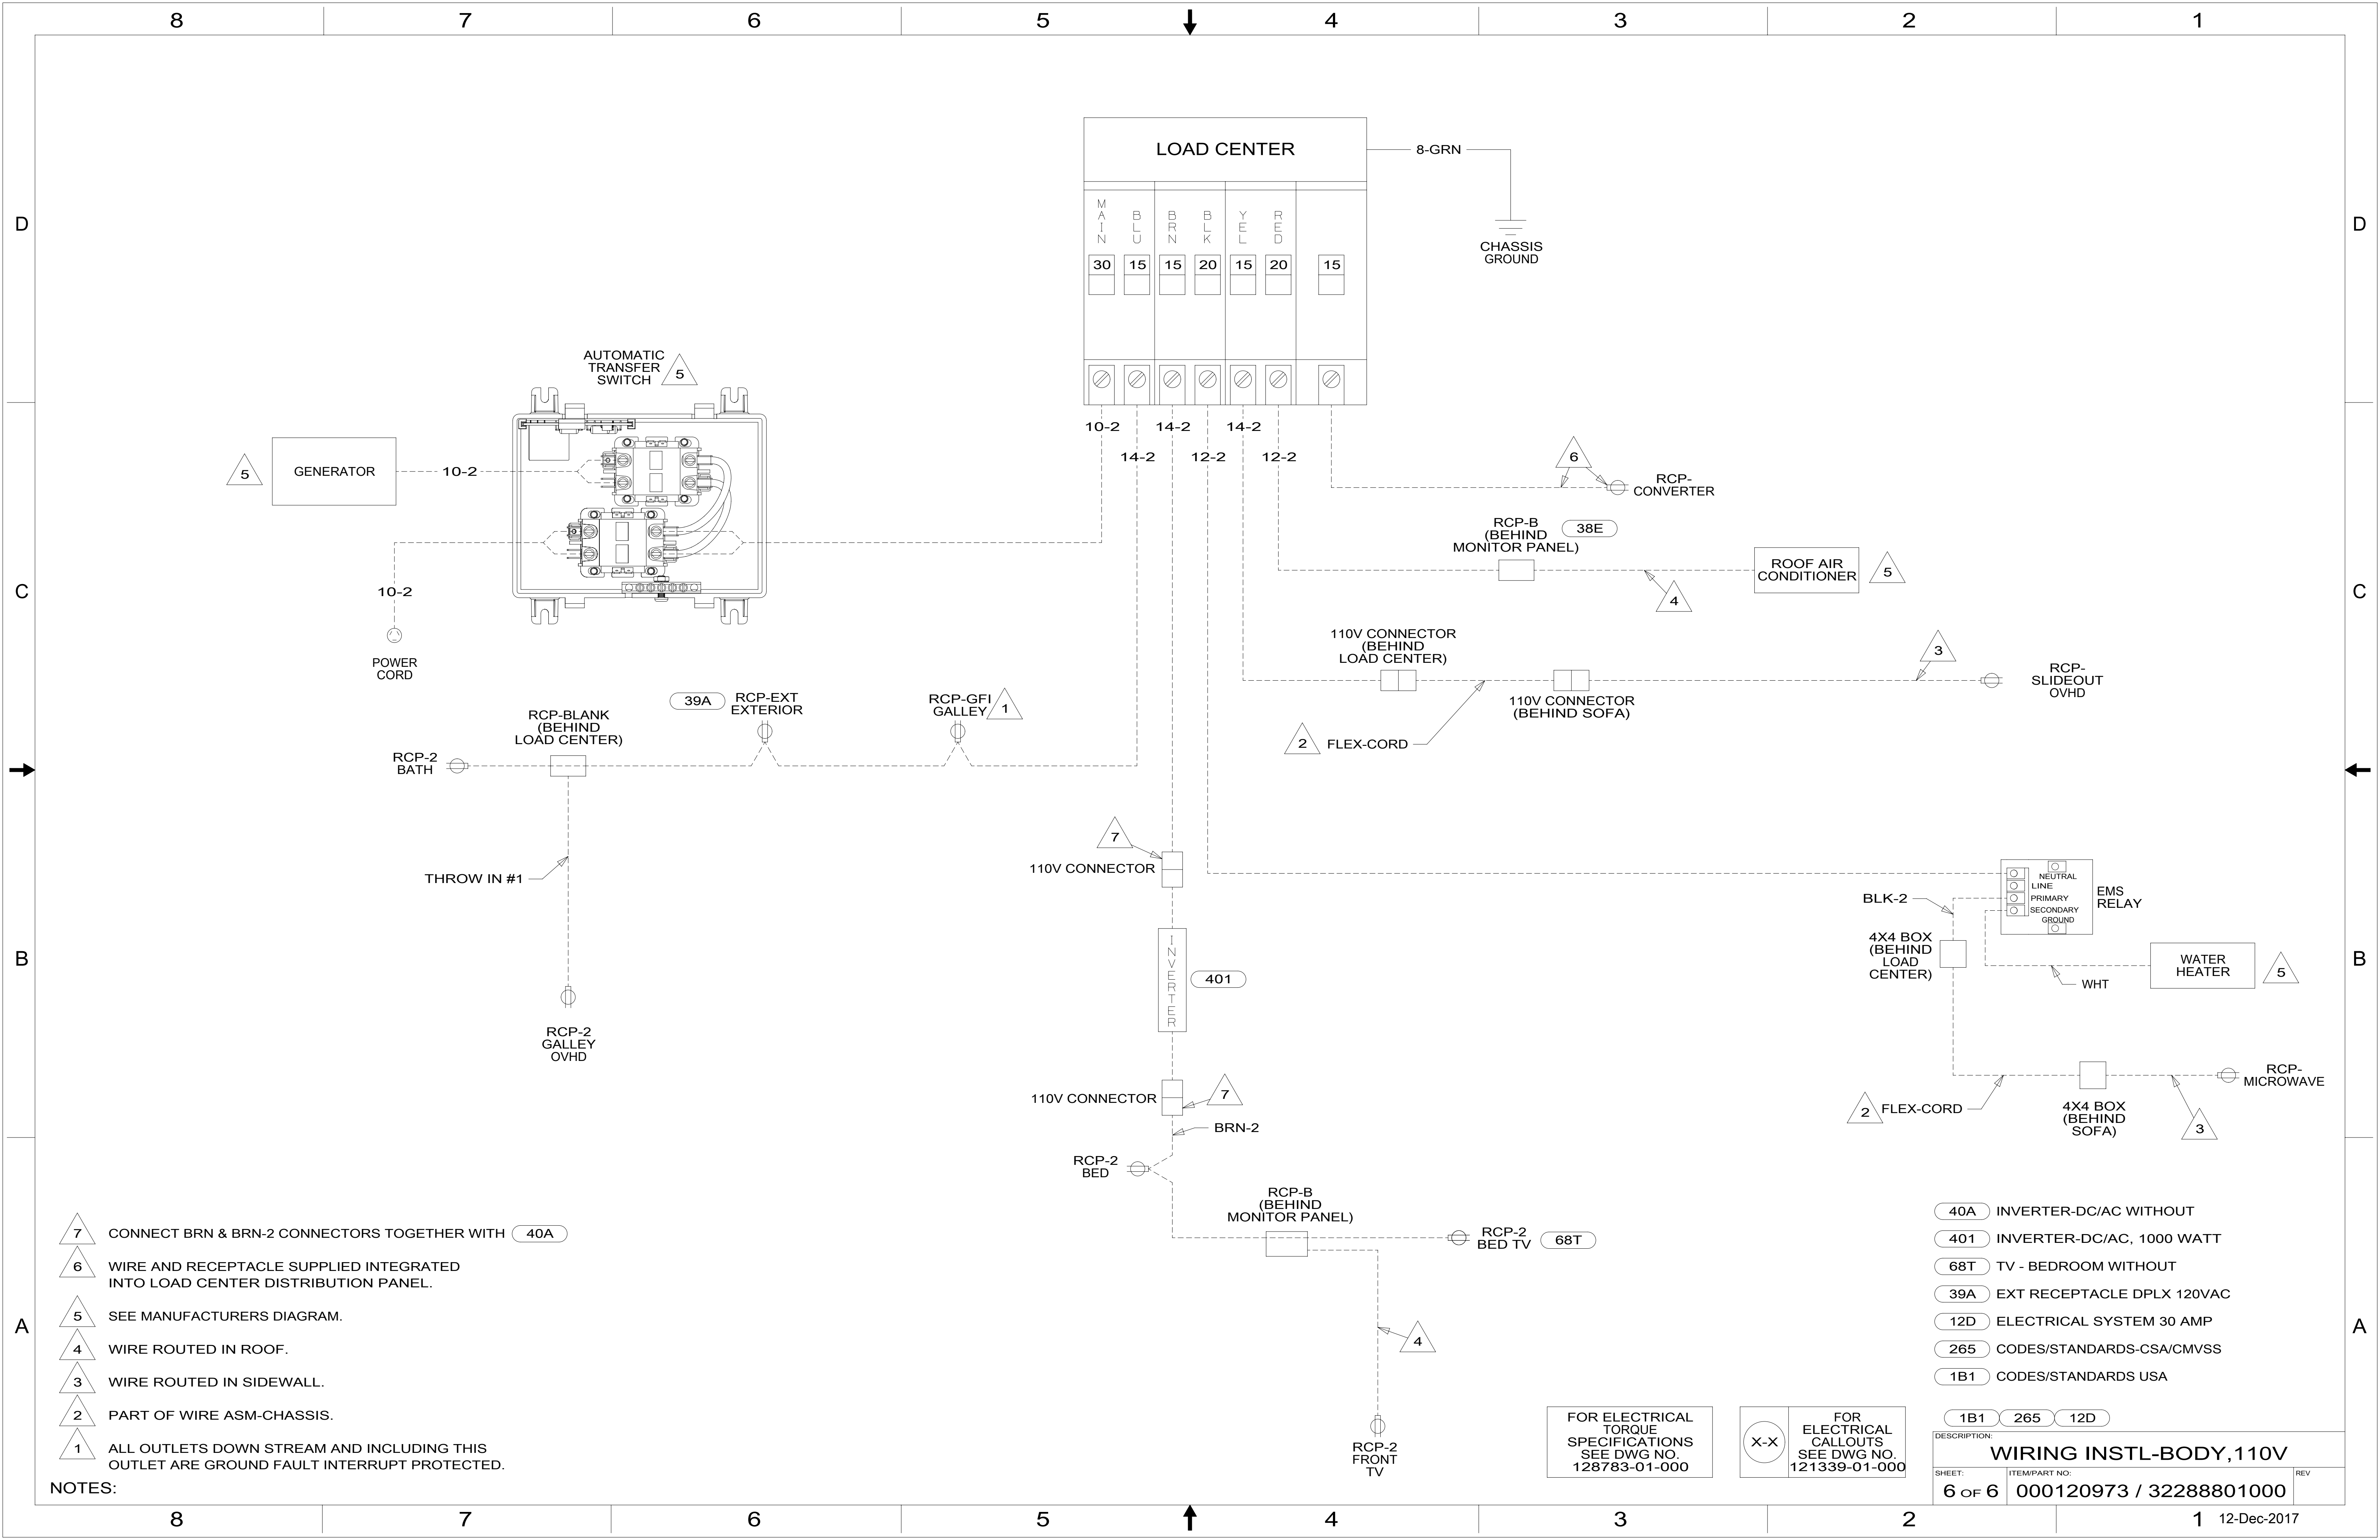 8 7 6 5 4 3 2 1
D
C
B
A
D
C
B
A
LOAD CENTER
8-GRN
CHASSIS
GROUND
MAIN
BLU
BRN
BLK
YEL
RED
30
15
15
20
15
20
15
10-2
14-2
14-2
12-2
14-2
12-2
AUTOMATIC
TRANSFER
SWITCH
5
5
GENERATOR
10-2
10-2
POWER
CORD
6
RCP-
CONVERTER
RCP-B
(BEHIND
MONITOR PANEL)
38E
ROOF AIR
CONDITIONER
5
4
110V CONNECTOR
(BEHIND
LOAD CENTER)
110V CONNECTOR
(BEHIND SOFA)
3
RCP-
SLIDEOUT
OVHD
2
FLEX-CORD
RCP-BLANK
(BEHIND
LOAD CENTER)
39A
RCP-EXT
EXTERIOR
RCP-GFI
GALLEY
1
RCP-2
BATH
THROW IN #1
RCP-2
GALLEY
OVHD
7
110V CONNECTOR
INVERTER
401
110V CONNECTOR
7
BRN-2
RCP-2
BED
RCP-B
(BEHIND
MONITOR PANEL)
RCP-2
BED TV
68T
4
RCP-2
FRONT
TV
NEUTRAL
LINE
PRIMARY
SECONDARY
GROUND
EMS
RELAY
BLK-2
4X4 BOX
(BEHIND
LOAD
CENTER)
WATER
HEATER
5
WHT
RCP-
MICROWAVE
2
FLEX-CORD
4X4 BOX
(BEHIND
SOFA)
3
7 CONNECT BRN & BRN-2 CONNECTORS TOGETHER WITH 40A
6 WIRE AND RECEPTACLE SUPPLIED INTEGRATED
INTO LOAD CENTER DISTRIBUTION PANEL.
5 SEE MANUFACTURERS DIAGRAM.
4 WIRE ROUTED IN ROOF.
3 WIRE ROUTED IN SIDEWALL.
2 PART OF WIRE ASM-CHASSIS.
1 ALL OUTLETS DOWN STREAM AND INCLUDING THIS
OUTLET ARE GROUND FAULT INTERRUPT PROTECTED.
NOTES:
40A INVERTER-DC/AC WITHOUT
401 INVERTER-DC/AC, 1000 WATT
68T TV - BEDROOM WITHOUT
39A EXT RECEPTACLE DPLX 120VAC
12D ELECTRICAL SYSTEM 30 AMP
265 CODES/STANDARDS-CSA/CMVSS
1B1 CODES/STANDARDS USA
1B1 265 12D
FOR ELECTRICAL
TORQUE
SPECIFICATIONS
SEE DWG NO.
128783-01-000
X-X
FOR
ELECTRICAL
CALLOUTS
SEE DWG NO.
121339-01-000
DESCRIPTION:
WIRING INSTL-BODY,110V
SHEET:
6 OF 6
ITEM/PART NO:
000120973 / 32288801000
REV
8 7 6 5 4 3 2 1
12-Dec-2017